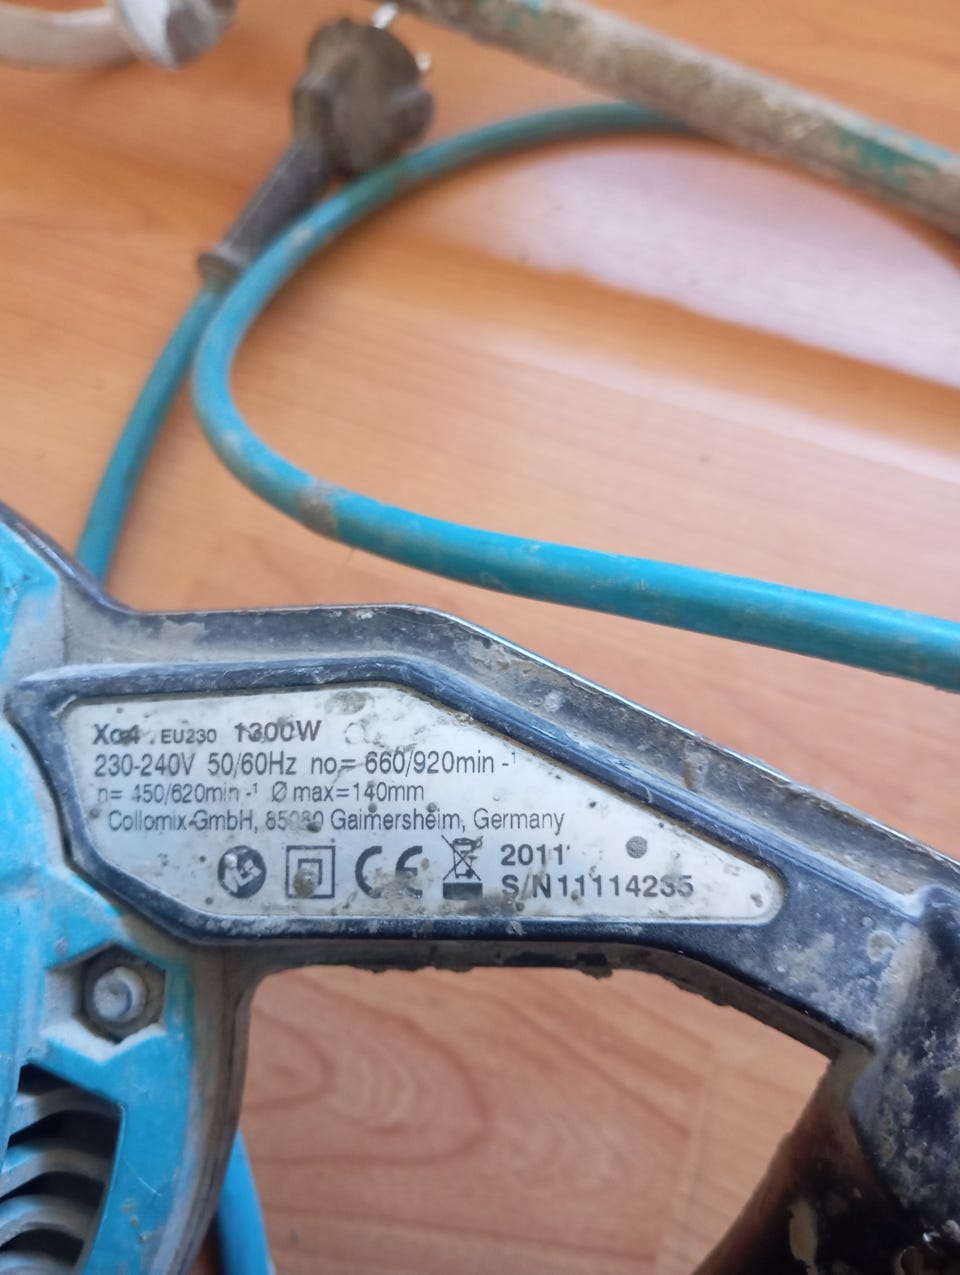 Xo4 EU230 1300W
230-240V 50/60Hz no= 660/920min -¹
n= 450/620min -¹ Ø max=140mm
Collomix GmbH, 85080 Gaimersheim, Germany
CE 2011
S/N11114235